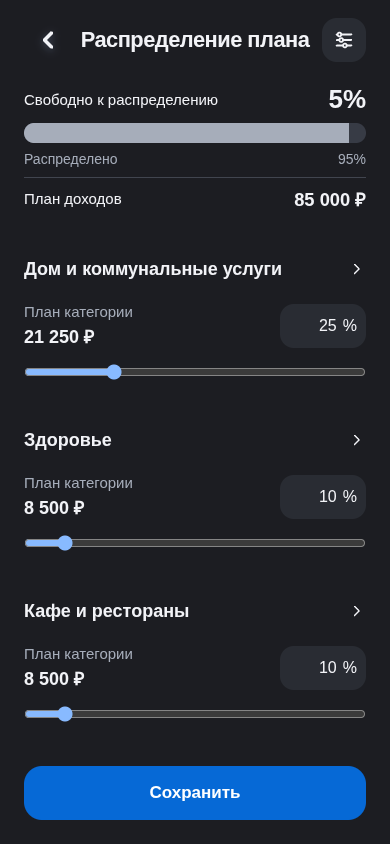 Распределение плана
Свободно к распределению 5%
Распределено 95%
План доходов 85 000 ₽
Дом и коммунальные услуги
План категории
21 250 ₽
25 %
Здоровье
План категории
8 500 ₽
10 %
Кафе и рестораны
План категории
8 500 ₽
10 %
Сохранить